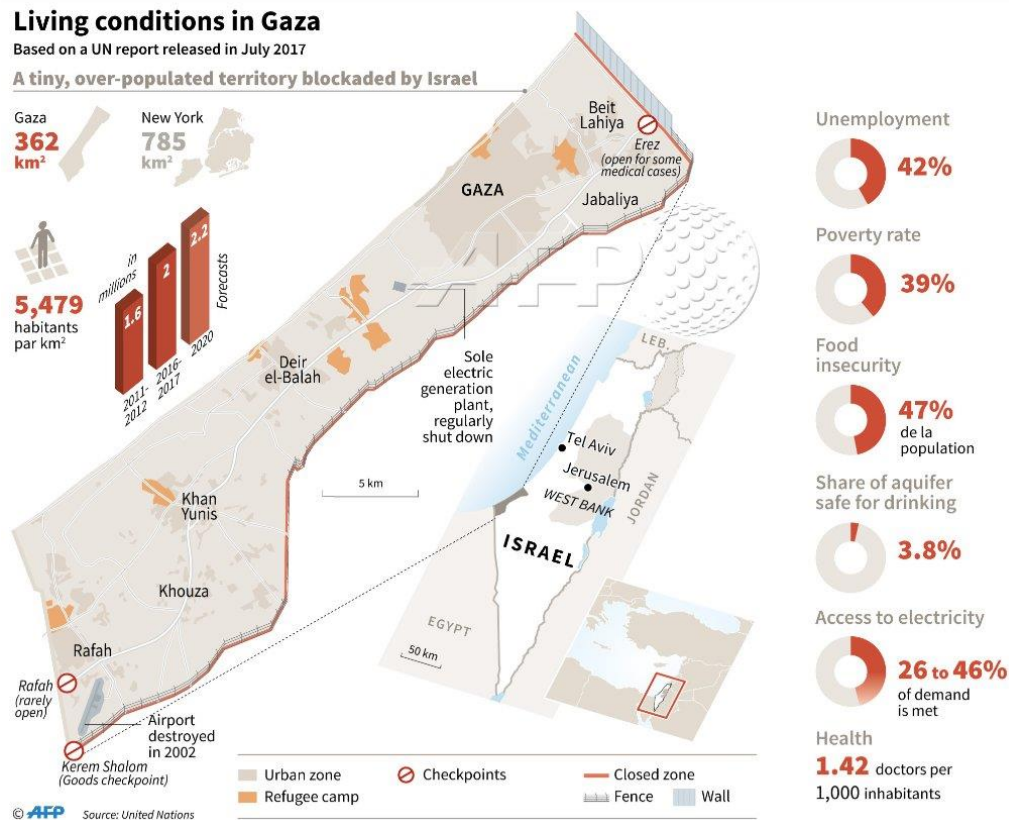 Living conditions in Gaza
Based on a UN report released in July 2017
A tiny, over-populated territory blockaded by Israel
Gaza
362
km²
New York
785
km²
5,479
habitants
par km²
in
millions
1.6
2
2.2
Forecasts
2011-
2012
2016-
2017
2020
Beit
Lahiya
Erez
(open for some
medical cases)
GAZA
Jabaliya
AFP
Deir
el-Balah
Sole
electric
generation
plant,
regularly
shut down
5 km
Khan
Yunis
Khouza
Rafah
Rafah
(rarely
open)
Airport
destroyed
in 2002
Kerem Shalom
(Goods checkpoint)
Mediterranean
LEB.
Tel Aviv
Jerusalem
WEST BANK
JORDAN
ISRAEL
EGYPT
50 km
Unemployment
42%
Poverty rate
39%
Food
insecurity
47%
de la
population
Share of aquifer
safe for drinking
3.8%
Access to electricity
26 to 46%
of demand
is met
Health
1.42 doctors per
1,000 inhabitants
Urban zone
Refugee camp
Checkpoints
Closed zone
Fence
Wall
© AFP Source: United Nations